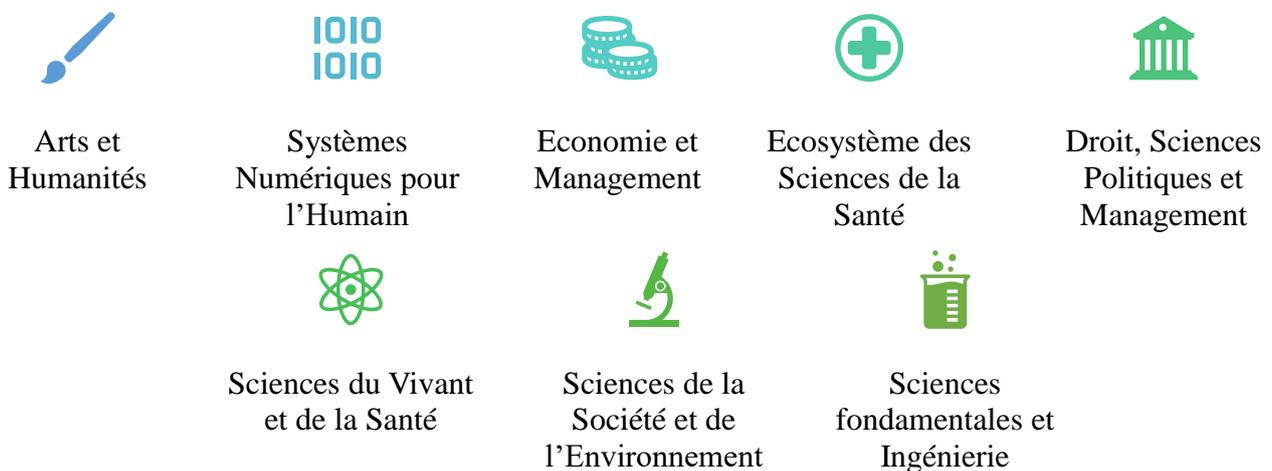 Arts et
Humanités
Systèmes
Numériques pour
l’Humain
Economie et
Management
Ecosystème des
Sciences de la
Santé
Droit, Sciences
Politiques et
Management
Sciences du Vivant
et de la Santé
Sciences de la
Société et de
l’Environnement
Sciences
fondamentales et
Ingénierie